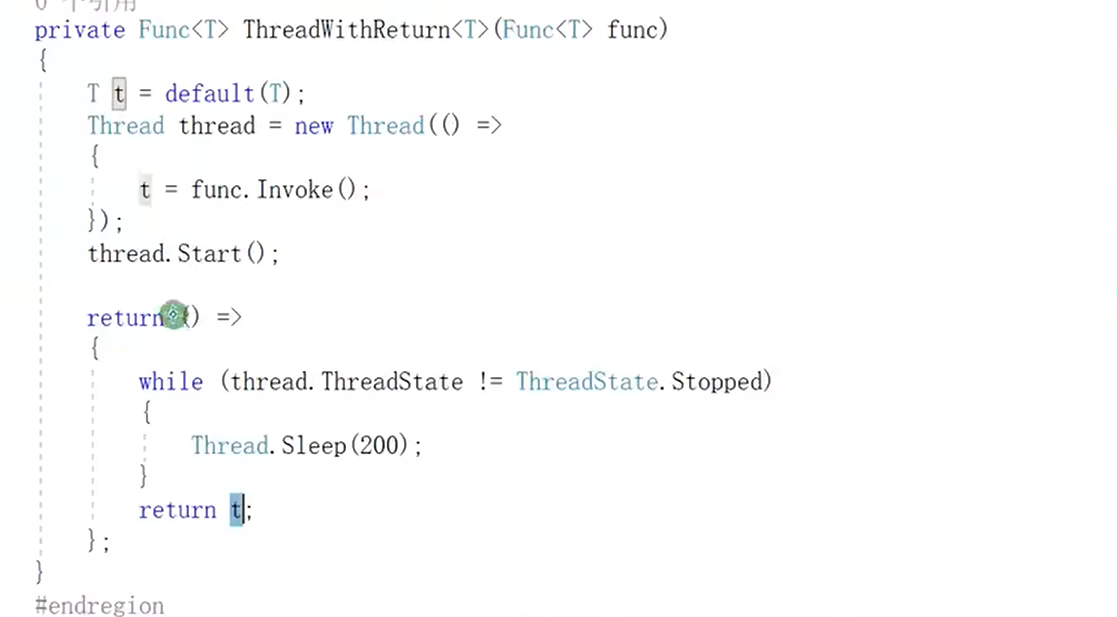 0 个引用
private Func<T> ThreadWithReturn<T>(Func<T> func)
{
T t = default(T);
Thread thread = new Thread(() =>
{
t = func.Invoke();
});
thread.Start();
return () =>
{
while (thread.ThreadState != ThreadState.Stopped)
{
Thread.Sleep(200);
}
return t;
};
}
#endregion